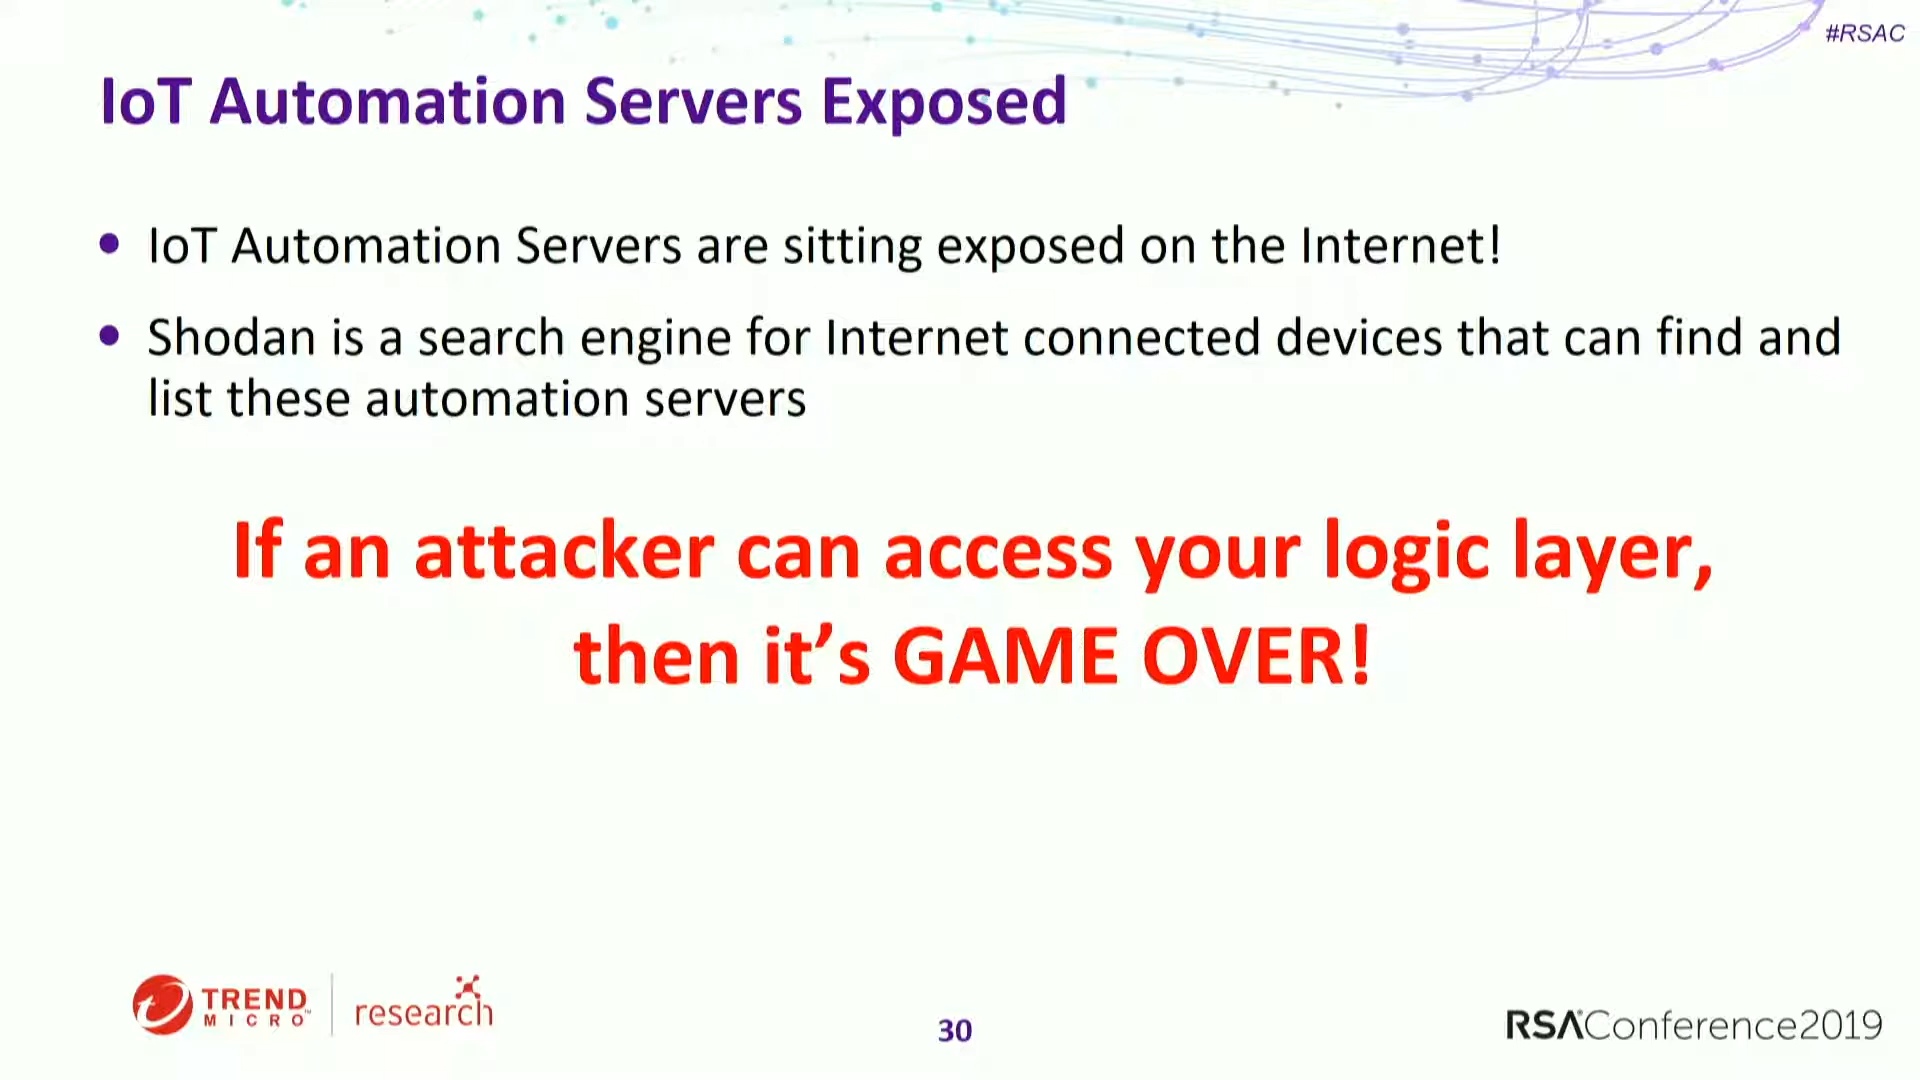 #RSAC
IoT Automation Servers Exposed
• IoT Automation Servers are sitting exposed on the Internet!
• Shodan is a search engine for Internet connected devices that can find and
list these automation servers
If an attacker can access your logic layer,
then it’s GAME OVER!
TREND
MICRO™
research
30
RSAConference2019